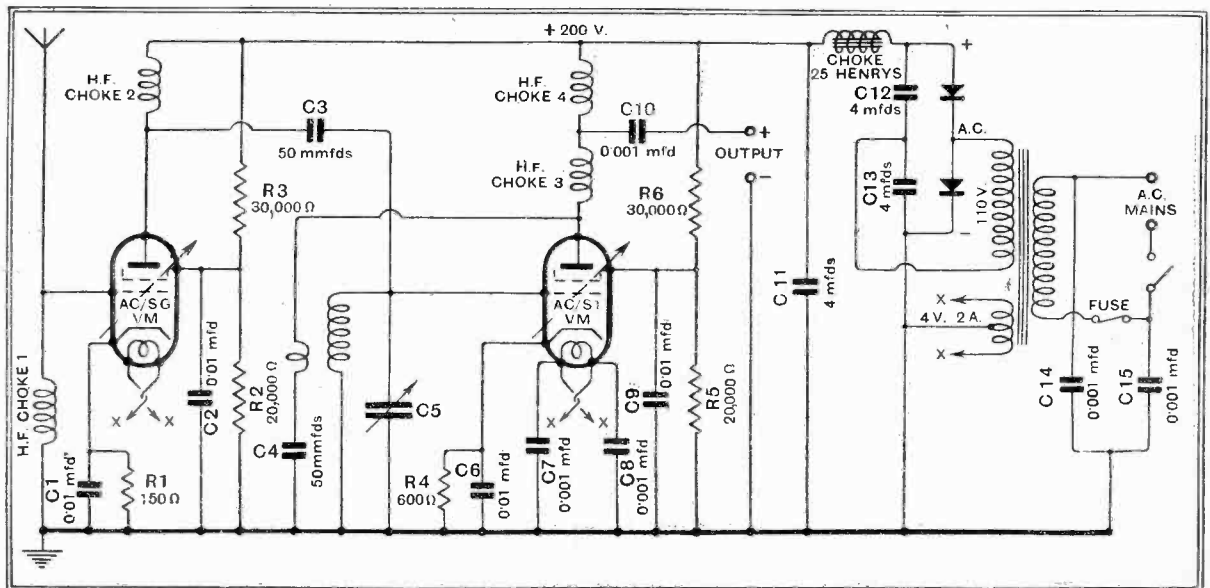 + 200 V.
H.F.
CHOKE 2
C3
50 mmfds
H.F.
CHOKE 4
C10
0·001 mfd
+
OUTPUT
–
H.F.
CHOKE 3
CHOKE
25 HENRYS
+
C12
4 mfds
A.C.
C13
4 mfds
110 V.
–
A.C.
MAINS
R3
30,000 Ω
R6
30,000 Ω
AC/SG
VM
AC/S1
VM
C11
4 mfds
X
4 V. 2 A.
X
FUSE
C14
0·001 mfd
C15
0·001 mfd
H.F. CHOKE 1
X
X
C2
0·01 mfd
R2
20,000 Ω
C5
X
X
C9
0·01 mfd
R5
20,000 Ω
C1
0·01 mfd
R1
150 Ω
C4
50 mmfds
R4
600 Ω
C6
0·01 mfd
C7
0·001 mfd
C8
0·001 mfd